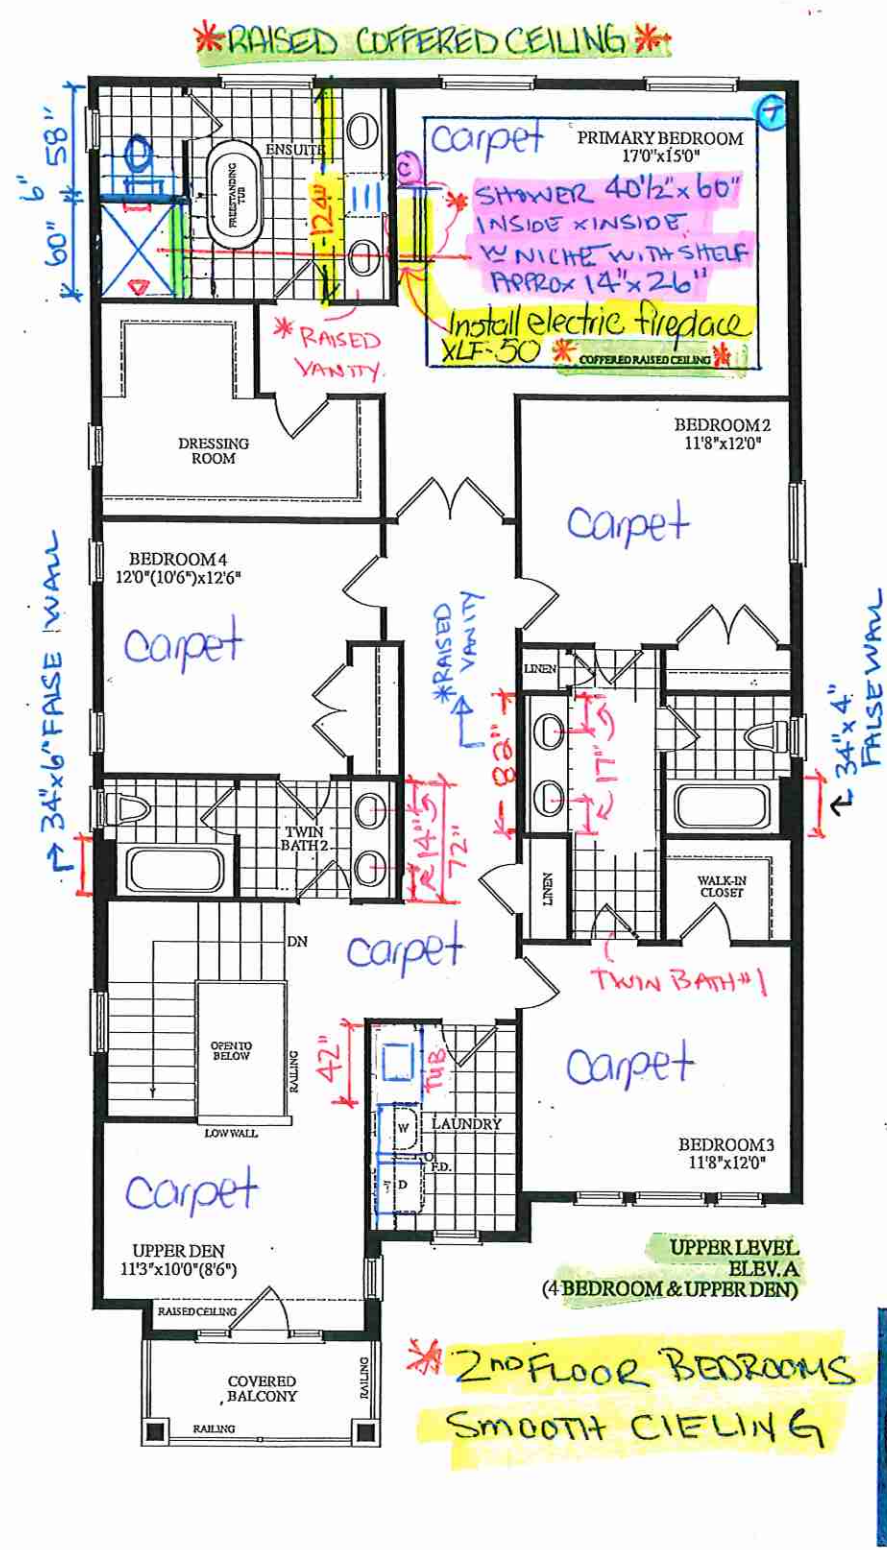 *RAISED COFFERED CEILING*
58"
6"
60"
ENSUITE
FREESTANDING
TUB
124"
carpet
PRIMARY BEDROOM
17'0"x15'0"
T
C
* SHOWER 40 1/2" x 60"
INSIDE x INSIDE
W NICHE WITH SHELF
APPROX 14" x 26"
Install electric fireplace
XLF-50
* COFFERED RAISED CEILING *
* RAISED
VANITY.
DRESSING
ROOM
BEDROOM 2
11'8"x12'0"
carpet
BEDROOM 4
12'0"(10'6")x12'6"
carpet
34"x6" FALSE WALL
*RAISED
VANITY
LINEN
82"
17"
34" x 4"
FALSE WALL
TWIN
BATH 2
14"
72"
LINEN
WALK-IN
CLOSET
DN
carpet
TWIN BATH #1
OPEN TO
BELOW
RAILING
42"
TUB
carpet
LOW WALL
W
LAUNDRY
F.D.
D
BEDROOM 3
11'8"x12'0"
carpet
UPPER DEN
11'3"x10'0"(8'6")
UPPER LEVEL
ELEV. A
(4 BEDROOM & UPPER DEN)
RAISED CEILING
COVERED
BALCONY
RAILING
RAILING
* 2ND FLOOR BEDROOMS
SMOOTH CIELING